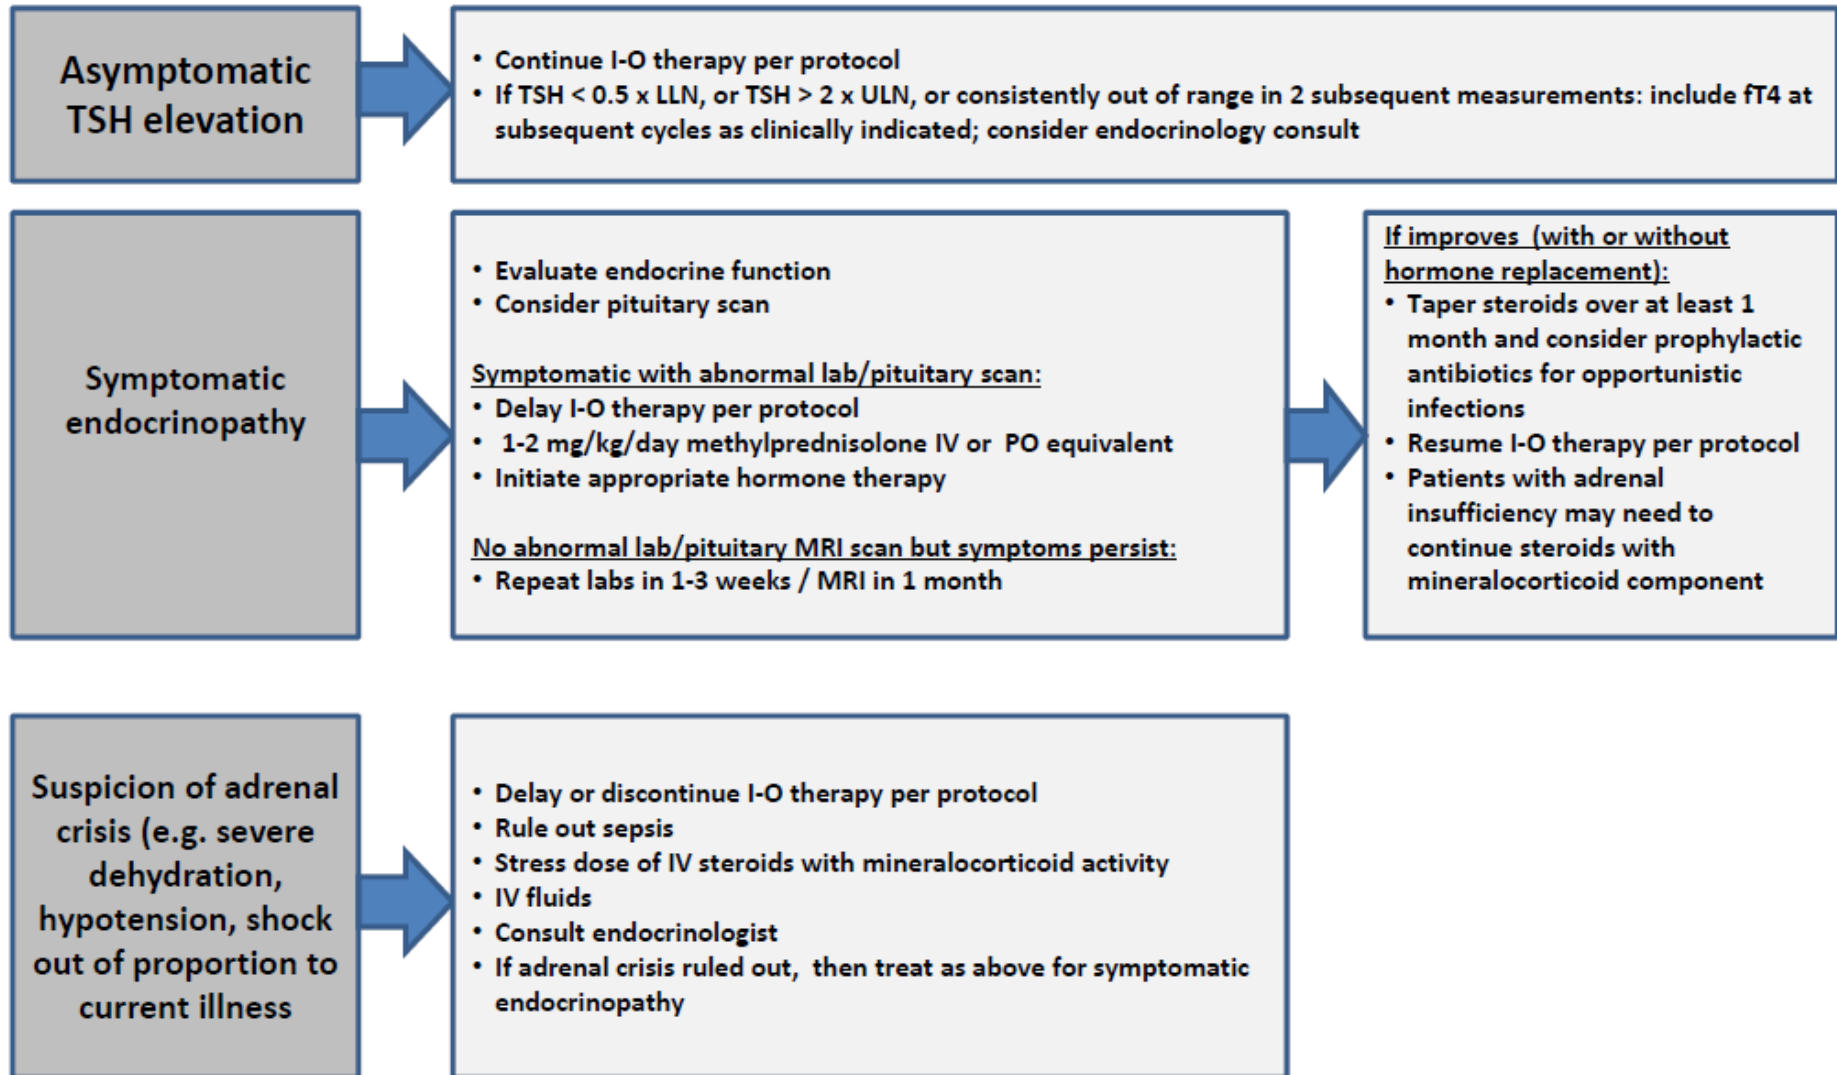 Asymptomatic
TSH elevation
• Continue I-O therapy per protocol
• If TSH < 0.5 x LLN, or TSH > 2 x ULN, or consistently out of range in 2 subsequent measurements: include fT4 at
subsequent cycles as clinically indicated; consider endocrinology consult
Symptomatic
endocrinopathy
• Evaluate endocrine function
• Consider pituitary scan
Symptomatic with abnormal lab/pituitary scan:
• Delay I-O therapy per protocol
• 1-2 mg/kg/day methylprednisolone IV or PO equivalent
• Initiate appropriate hormone therapy
No abnormal lab/pituitary MRI scan but symptoms persist:
• Repeat labs in 1-3 weeks / MRI in 1 month
If improves (with or without
hormone replacement):
• Taper steroids over at least 1
month and consider prophylactic
antibiotics for opportunistic
infections
• Resume I-O therapy per protocol
• Patients with adrenal
insufficiency may need to
continue steroids with
mineralocorticoid component
Suspicion of adrenal
crisis (e.g. severe
dehydration,
hypotension, shock
out of proportion to
current illness
• Delay or discontinue I-O therapy per protocol
• Rule out sepsis
• Stress dose of IV steroids with mineralocorticoid activity
• IV fluids
• Consult endocrinologist
• If adrenal crisis ruled out, then treat as above for symptomatic
endocrinopathy